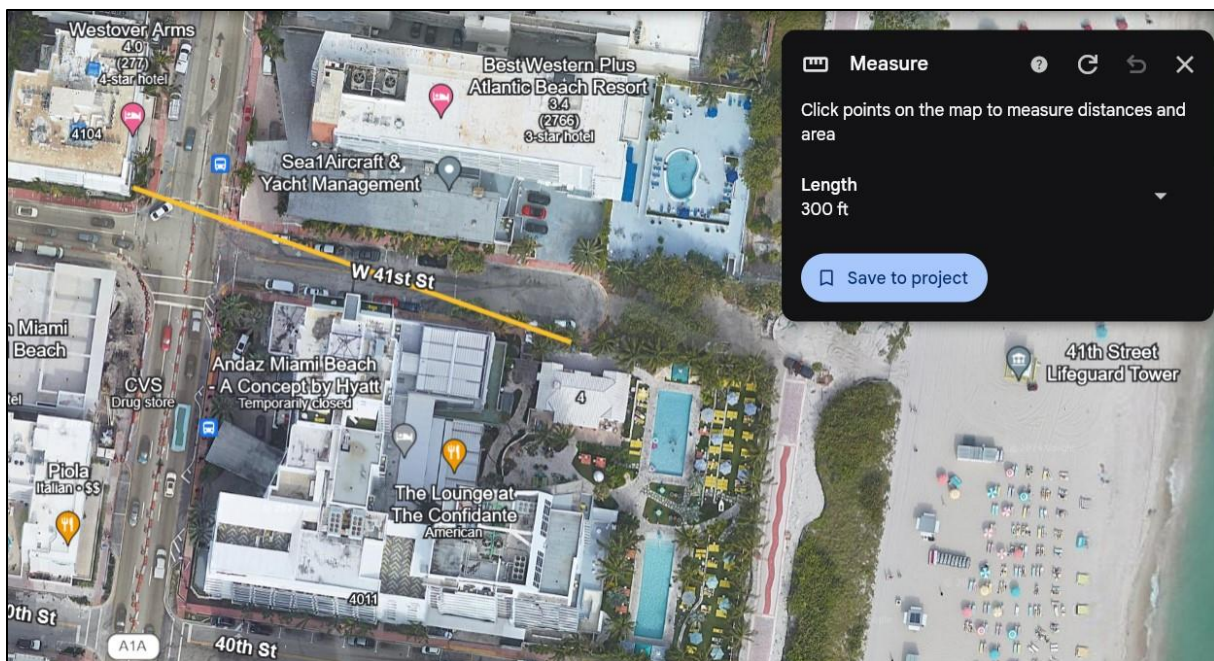 Westover Arms
4.0
(277)
4-star hotel
4104
Best Western Plus
Atlantic Beach Resort
3.4
(2766)
3-star hotel
Sea1Aircraft &
Yacht Management
W 41st St
Measure
Click points on the map to measure distances and
area
Length
300 ft
Save to project
n Miami
Beach
tel
CVS
Drug store
Andaz Miami Beach
- A Concept by Hyatt
Temporarily closed
4
41th Street
Lifeguard Tower
Piola
Italian • $$
The Lounge at
The Confidante
American
4011
0th St
A1A
40th St